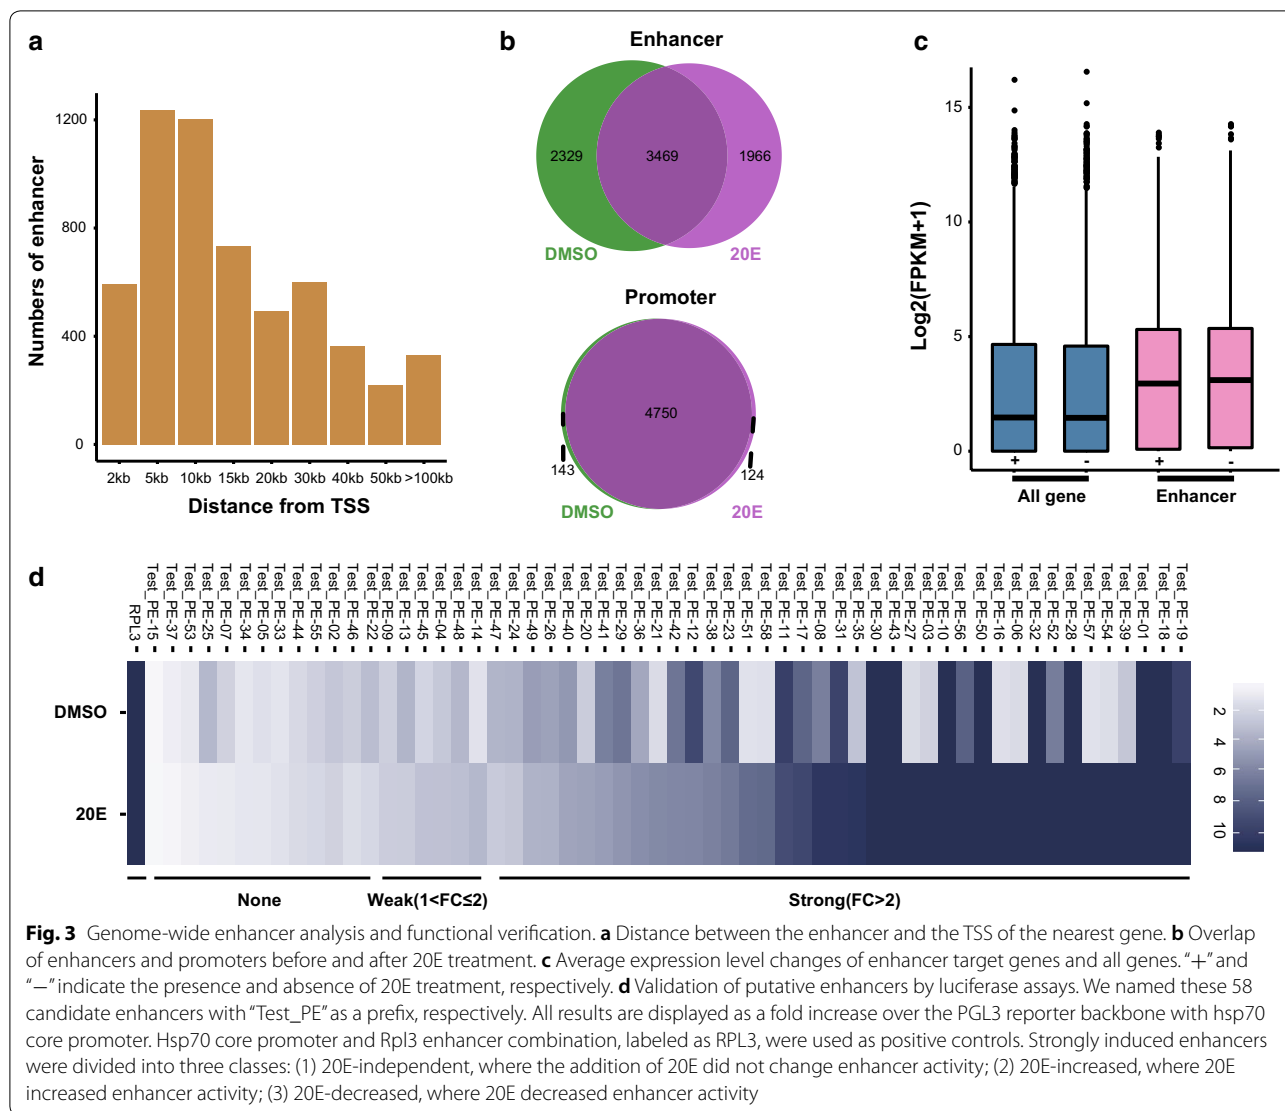 a
1200
800
400
0
Numbers of enhancer
2kb 5kb 10kb 15kb 20kb 30kb 40kb 50kb >100kb
Distance from TSS
b
Enhancer
2329 3469 1966
DMSO 20E
Promoter
4750
143 124
DMSO 20E
c
Log2(FPKM+1)
15
10
5
0
+ - + -
All gene Enhancer
d
RPL3
Test_PE-15
Test_PE-37
Test_PE-53
Test_PE-25
Test_PE-07
Test_PE-34
Test_PE-05
Test_PE-33
Test_PE-44
Test_PE-55
Test_PE-02
Test_PE-46
Test_PE-22
Test_PE-09
Test_PE-13
Test_PE-45
Test_PE-04
Test_PE-48
Test_PE-14
Test_PE-47
Test_PE-24
Test_PE-49
Test_PE-26
Test_PE-40
Test_PE-20
Test_PE-41
Test_PE-29
Test_PE-36
Test_PE-21
Test_PE-42
Test_PE-12
Test_PE-38
Test_PE-23
Test_PE-51
Test_PE-58
Test_PE-11
Test_PE-17
Test_PE-08
Test_PE-31
Test_PE-35
Test_PE-30
Test_PE-43
Test_PE-27
Test_PE-03
Test_PE-10
Test_PE-56
Test_PE-50
Test_PE-16
Test_PE-06
Test_PE-32
Test_PE-52
Test_PE-28
Test_PE-57
Test_PE-54
Test_PE-39
Test_PE-01
Test_PE-18
Test_PE-19
DMSO
20E
2
4
6
8
10
None Weak(1<FC≤2) Strong(FC>2)
Fig. 3 Genome-wide enhancer analysis and functional verification. a Distance between the enhancer and the TSS of the nearest gene. b Overlap
of enhancers and promoters before and after 20E treatment. c Average expression level changes of enhancer target genes and all genes. “+” and
“−” indicate the presence and absence of 20E treatment, respectively. d Validation of putative enhancers by luciferase assays. We named these 58
candidate enhancers with “Test_PE” as a prefix, respectively. All results are displayed as a fold increase over the PGL3 reporter backbone with hsp70
core promoter. Hsp70 core promoter and Rpl3 enhancer combination, labeled as RPL3, were used as positive controls. Strongly induced enhancers
were divided into three classes: (1) 20E-independent, where the addition of 20E did not change enhancer activity; (2) 20E-increased, where 20E
increased enhancer activity; (3) 20E-decreased, where 20E decreased enhancer activity